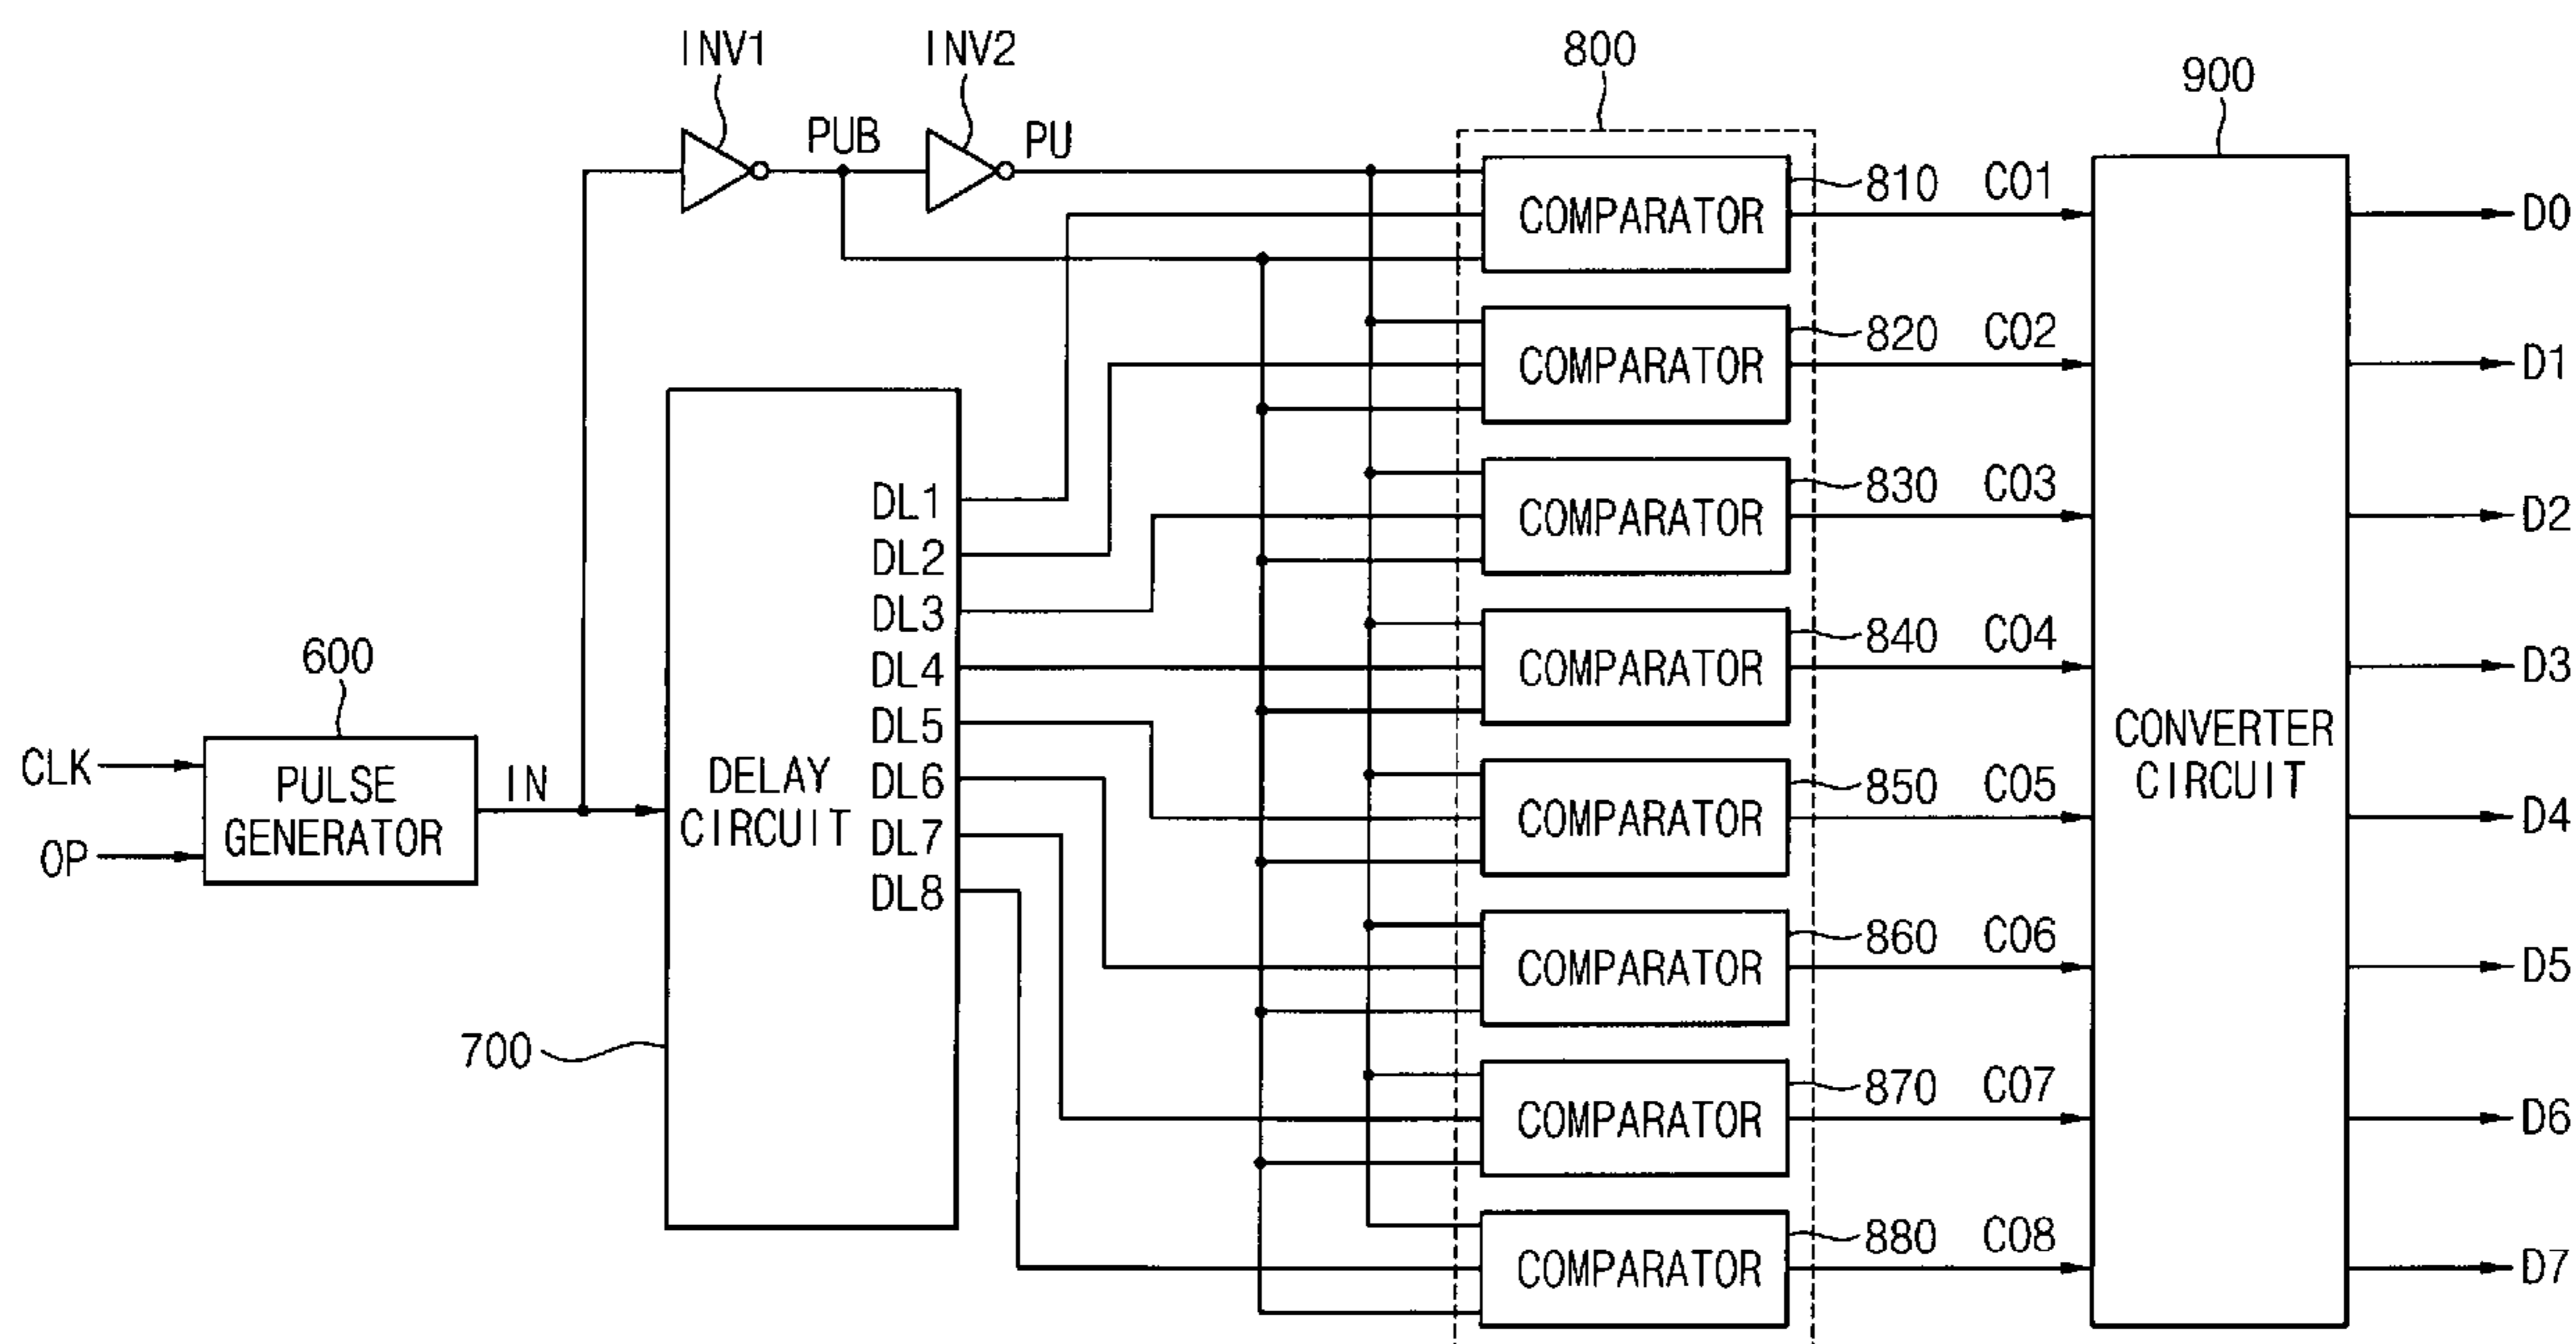 INV1
INV2
800
900
PUB
PU
COMPARATOR
810
CO1
D0
COMPARATOR
820
CO2
D1
COMPARATOR
830
CO3
D2
COMPARATOR
840
CO4
D3
COMPARATOR
850
CO5
D4
COMPARATOR
860
CO6
D5
COMPARATOR
870
CO7
D6
COMPARATOR
880
CO8
D7
CONVERTER
CIRCUIT
DL1
DL2
DL3
DL4
DL5
DL6
DL7
DL8
DELAY
CIRCUIT
700
600
CLK
OP
PULSE
GENERATOR
IN